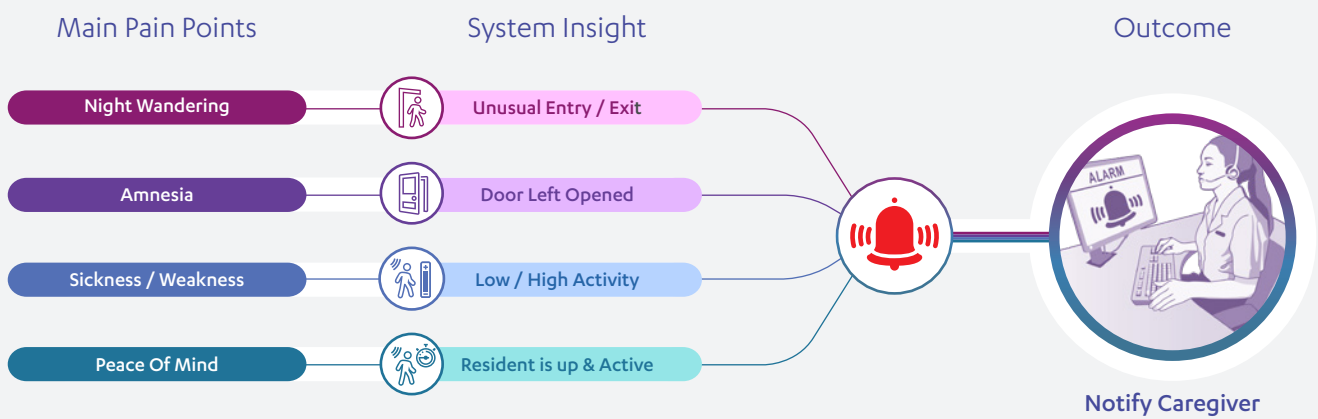 Main Pain Points
System Insight
Outcome
Night Wandering
Unusual Entry / Exit
Amnesia
Door Left Opened
Sickness / Weakness
Low / High Activity
Peace Of Mind
Resident is up & Active
ALARM
Notify Caregiver